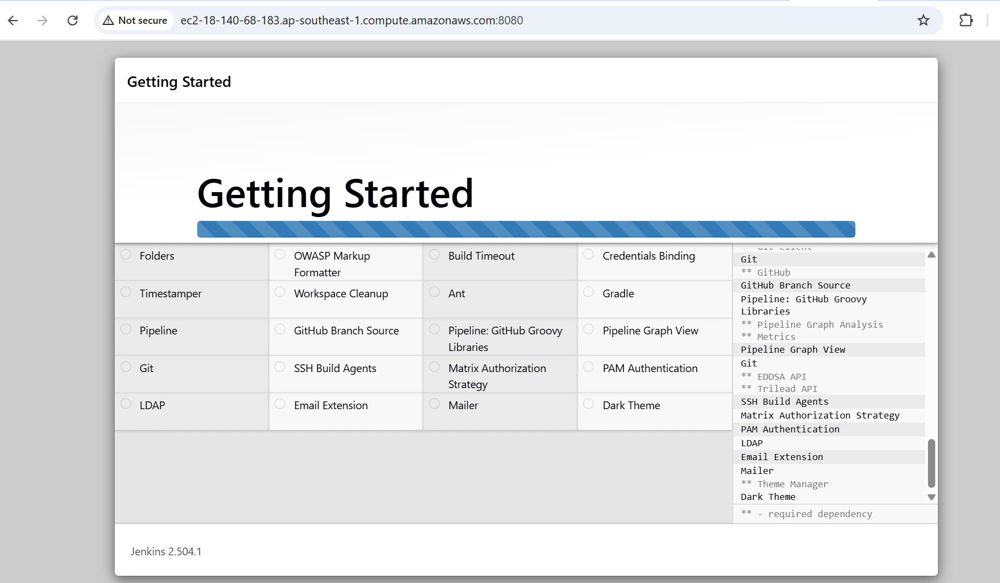 Not secure
ec2-18-140-68-183.ap-southeast-1.compute.amazonaws.com:8080
Getting Started
Getting Started
Folders
OWASP Markup
Formatter
Build Timeout
Credentials Binding
Timestamper
Workspace Cleanup
Ant
Gradle
Pipeline
GitHub Branch Source
Pipeline: GitHub Groovy
Libraries
Pipeline Graph View
Git
SSH Build Agents
Matrix Authorization
Strategy
PAM Authentication
LDAP
Email Extension
Mailer
Dark Theme
Git client
Git
** GitHub
GitHub Branch Source
Pipeline: GitHub Groovy
Libraries
** Pipeline Graph Analysis
** Metrics
Pipeline Graph View
Git
** EDDSA API
** Trilead API
SSH Build Agents
Matrix Authorization Strategy
PAM Authentication
LDAP
Email Extension
Mailer
** Theme Manager
Dark Theme
** - required dependency
Jenkins 2.504.1